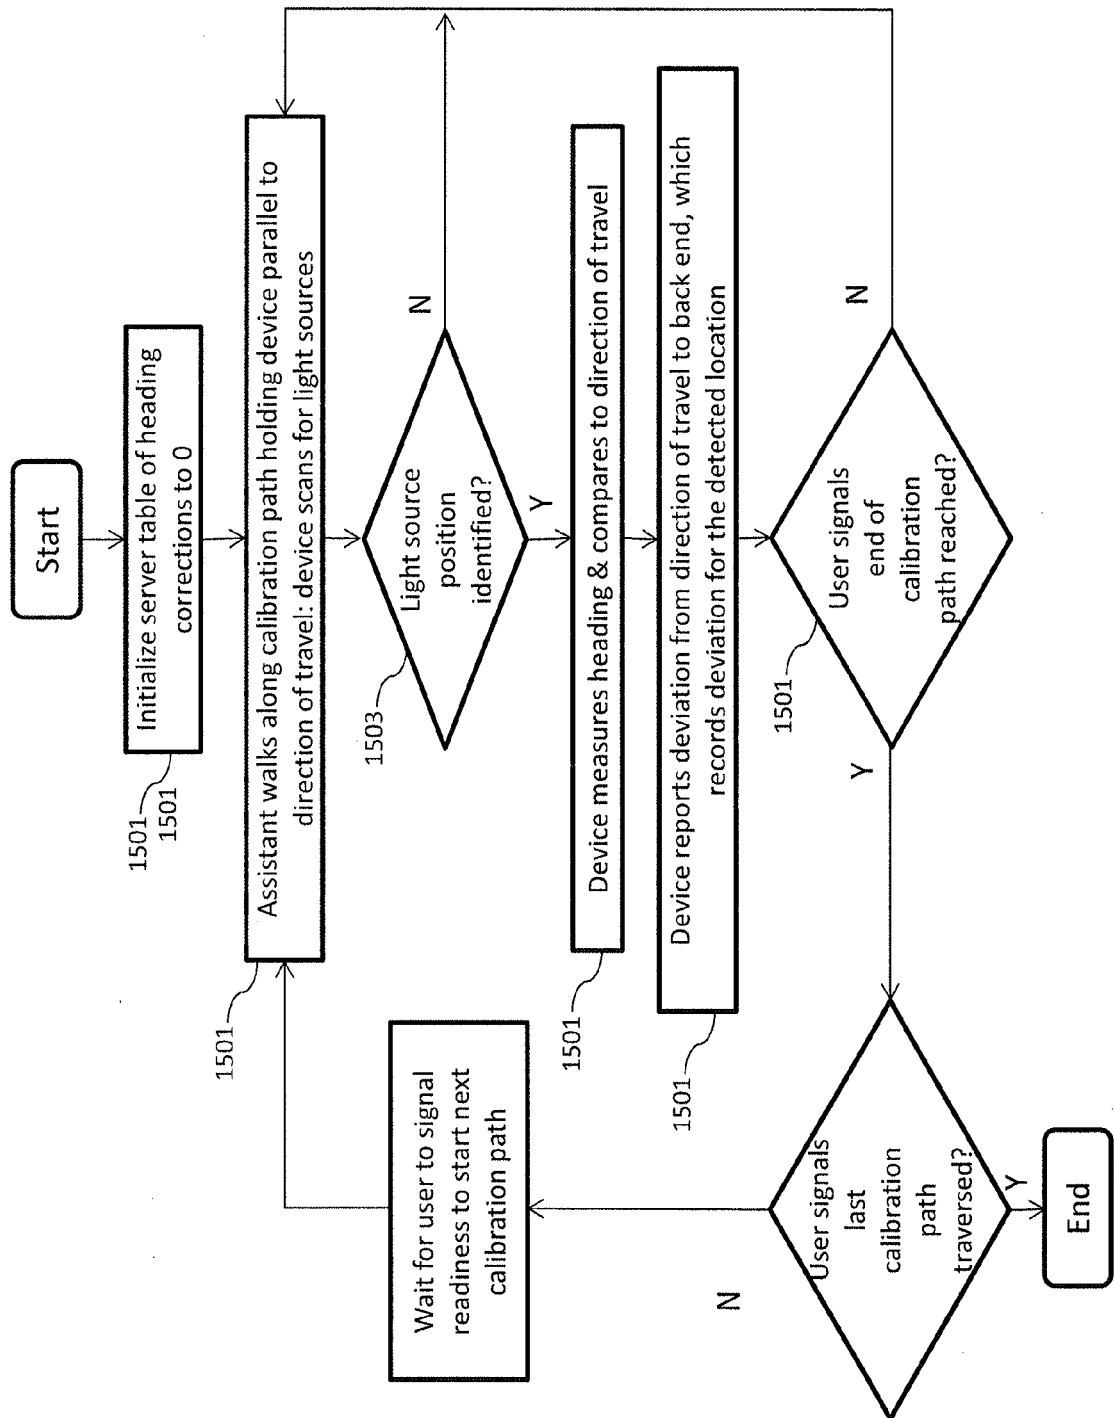 Start
Initialize server table of heading
corrections to 0
1501
1501
Assistant walks along calibration path holding device parallel to
direction of travel: device scans for light sources
1501
Light source
position
identified?
1503
N
Y
Device measures heading & compares to direction of travel
1501
Device reports deviation from direction of travel to back end, which
records deviation for the detected location
1501
User signals
end of
calibration
path reached?
1501
N
Y
User signals
last
calibration
path
traversed?
N
Y
Wait for user to signal
readiness to start next
calibration path
End